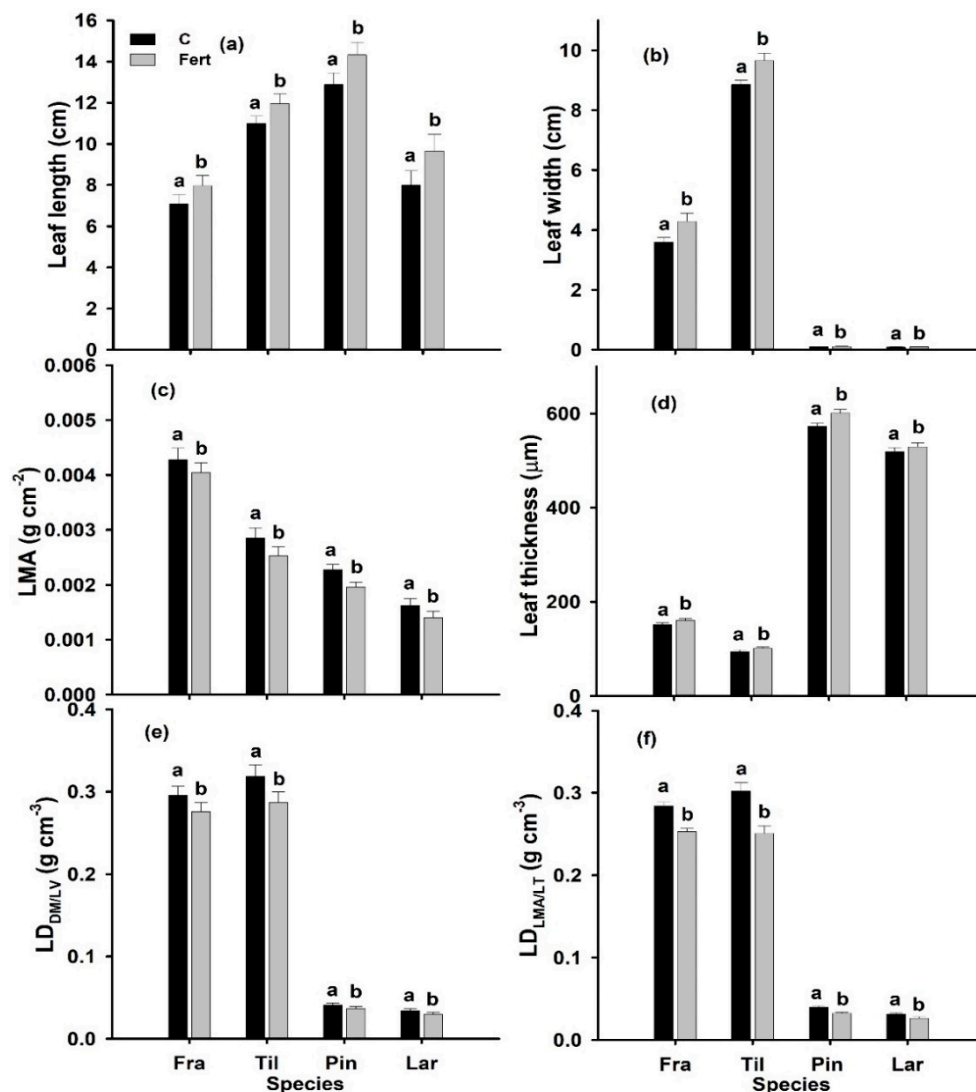 16
14
12
10
8
6
4
2
0
Leaf length (cm)
C (a)
Fert
a b a b a b a b
10
8
6
4
2
0
Leaf width (cm)
(b)
a b a b a b a b
0.006
0.005
0.004
0.003
0.002
0.001
0.000
LMA (g cm-2)
(c)
a b a b a b a b
600
400
200
0
Leaf thickness (μm)
(d)
a b a b a b a b
0.4
0.3
0.2
0.1
0.0
LDDM/LV (g cm-3)
(e)
a b a b a b a b
Fra Til Pin Lar
Species
0.4
0.3
0.2
0.1
0.0
LDLMA/LT (g cm-3)
(f)
a b a b a b a b
Fra Til Pin Lar
Species